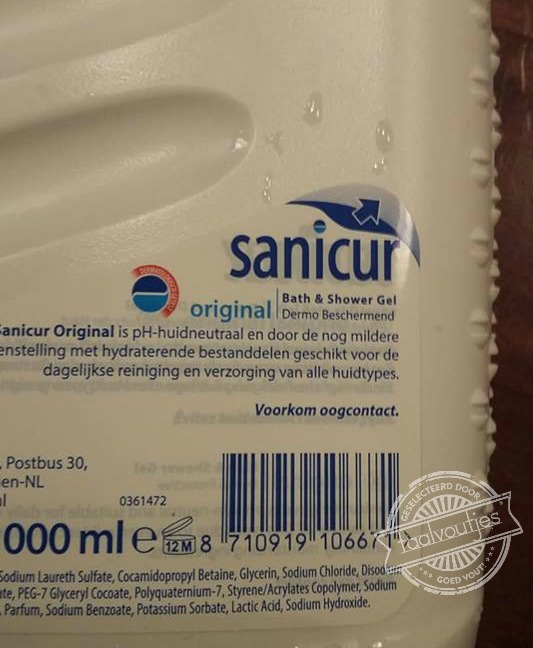 sanicur
original
Bath & Shower Gel
Dermo Beschermend
Sanicur Original is pH-huidneutraal en door de nog mildere
enstelling met hydraterende bestanddelen geschikt voor de
dagelijkse reiniging en verzorging van alle huidtypes.
Voorkom oogcontact.
, Postbus 30,
en-NL
al
0361472
000 ml e 12 M
8 710919 10667
Sodium Laureth Sulfate, Cocamidopropyl Betaine, Glycerin, Sodium Chloride, Disodium
ate, PEG-7 Glyceryl Cocoate, Polyquaternium-7, Styrene/Acrylates Copolymer, Sodium
, Parfum, Sodium Benzoate, Potassium Sorbate, Lactic Acid, Sodium Hydroxide.
GESELECTEERD DOOR
taalvoutjes
GOED VOUT!